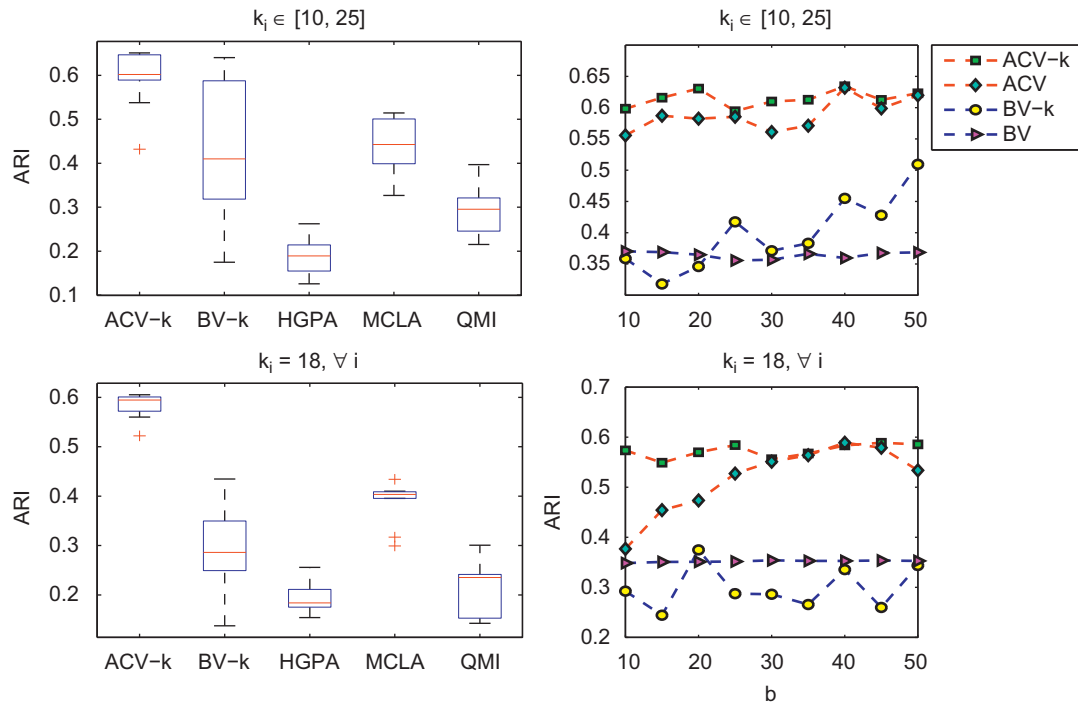 k_i ∈ [10, 25]
ARI
0.6
0.5
0.4
0.3
0.2
0.1
ACV−k BV−k HGPA MCLA QMI
k_i ∈ [10, 25]
0.65
0.6
0.55
0.5
0.45
0.4
0.35
10 20 30 40 50
ACV−k
ACV
BV−k
BV
k_i = 18, ∀ i
ARI
0.6
0.5
0.4
0.3
0.2
ACV−k BV−k HGPA MCLA QMI
k_i = 18, ∀ i
ARI
0.7
0.6
0.5
0.4
0.3
0.2
10 20 30 40 50
b